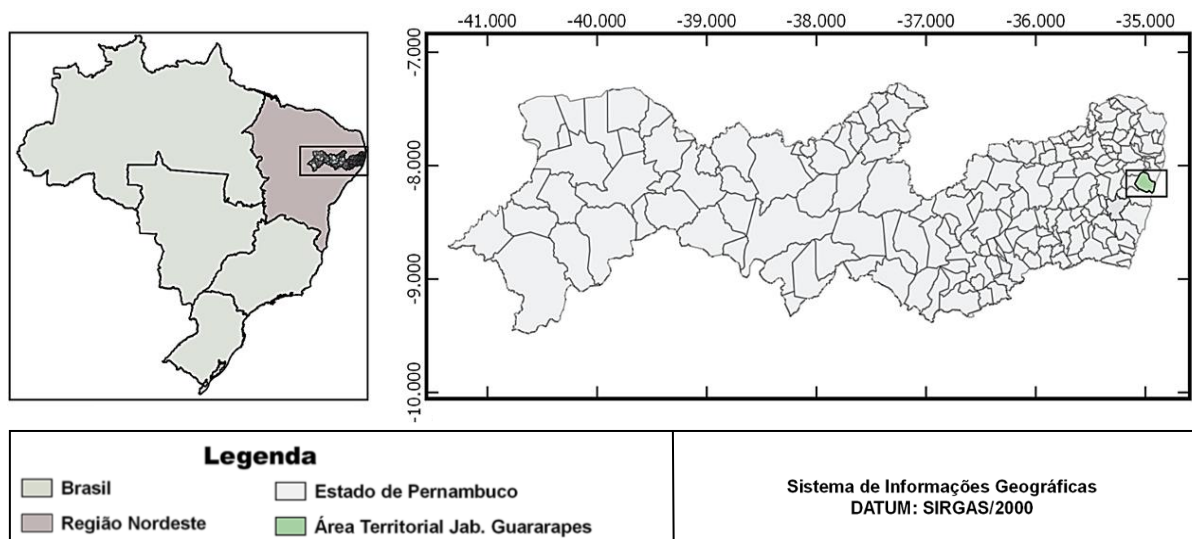 -41.000 -40.000 -39.000 -38.000 -37.000 -36.000 -35.000
-7.000
-8.000
-9.000
-10.000
Legenda
Brasil
Estado de Pernambuco
Região Nordeste
Área Territorial Jab. Guararapes
Sistema de Informações Geográficas
DATUM: SIRGAS/2000